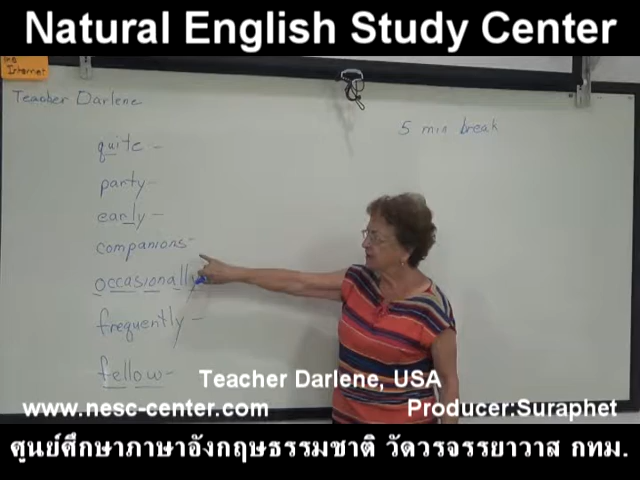 Natural English Study Center
the
Internet
Teacher Darlene
5 min break
quite -
party -
early -
companions -
occasionally
frequently -
fellow -
Teacher Darlene, USA
www.nesc-center.com
Producer:Suraphet
ศูนย์ศึกษาภาษาอังกฤษธรรมชาติ วัดวรจรรยาวาส กทม.